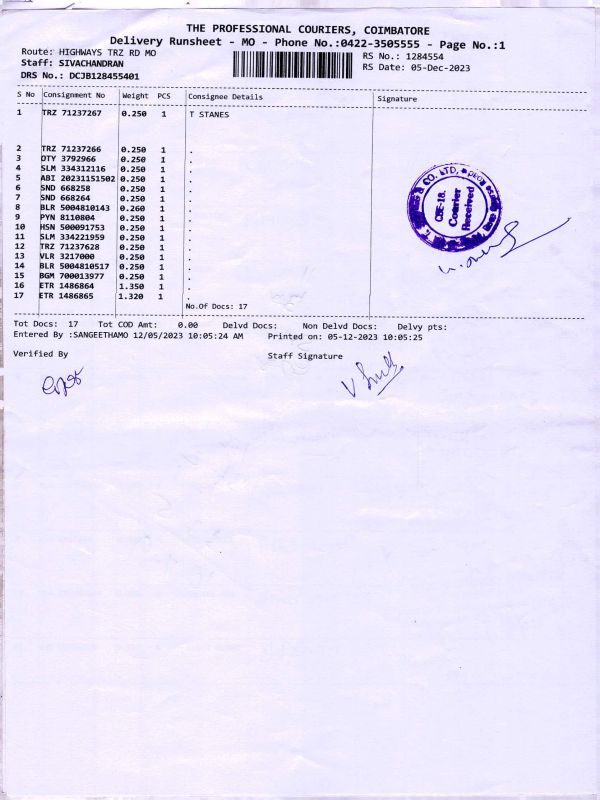 THE PROFESSIONAL COURIERS, COIMBATORE
Delivery Runsheet - MO - Phone No.:0422-3505555 - Page No.:1
Route: HIGHWAYS TRZ RD MO RS No.: 1284554
Staff: SIVACHANDRAN RS Date: 05-Dec-2023
DRS No.: DCJB128455401
S No Consignment No Weight PCS Consignee Details Signature
1 TRZ 71237267 0.250 1 T STANES
2 TRZ 71237266 0.250 1 .
3 OTY 3792966 0.250 1 .
4 SLM 334312116 0.250 1 .
5 ABI 20231151502 0.250 1 .
6 SND 668258 0.250 1 .
7 SND 668264 0.250 1 .
8 BLR 5004810143 0.260 1 .
9 PYN 8110804 0.250 1 .
10 HSN 500091753 0.250 1 .
11 SLM 334221959 0.250 1 .
12 TRZ 71237628 0.250 1 .
13 VLR 3217000 0.250 1 .
14 BLR 5004810517 0.250 1 .
15 BGM 700013977 0.250 1 .
16 ETR 1486864 1.350 1 .
17 ETR 1486865 1.320 1 .
No.Of Docs: 17
& CO. LTD.,
CBE-18.
Courier
Received
Tot Docs: 17 Tot COD Amt: 0.00 Delvd Docs: Non Delvd Docs: Delvy pts:
Entered By :SANGEETHAMO 12/05/2023 10:05:24 AM Printed on: 05-12-2023 10:05:25
Verified By Staff Signature